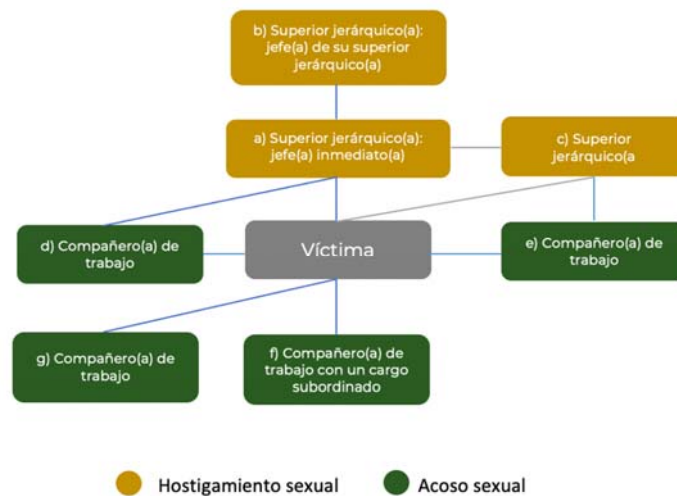 b) Superior jerárquico(a):
jefe(a) de su superior
jerárquico(a)
a) Superior jerárquico(a):
jefe(a) inmediato(a)
c) Superior
jerárquico(a
d) Compañero(a) de
trabajo
Víctima
e) Compañero(a) de
trabajo
g) Compañero(a) de
trabajo
f) Compañero(a) de
trabajo con un cargo
subordinado
Hostigamiento sexual
Acoso sexual